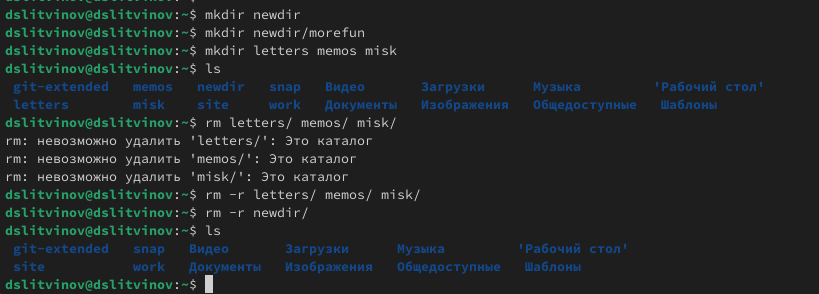 dslitvinov@dslitvinov:~$ mkdir newdir
dslitvinov@dslitvinov:~$ mkdir newdir/morefun
dslitvinov@dslitvinov:~$ mkdir letters memos misk
dslitvinov@dslitvinov:~$ ls
git-extended memos newdir snap Видео Загрузки Музыка 'Рабочий стол'
letters misk site work Документы Изображения Общедоступные Шаблоны
dslitvinov@dslitvinov:~$ rm letters/ memos/ misk/
rm: невозможно удалить 'letters/': Это каталог
rm: невозможно удалить 'memos/': Это каталог
rm: невозможно удалить 'misk/': Это каталог
dslitvinov@dslitvinov:~$ rm -r letters/ memos/ misk/
dslitvinov@dslitvinov:~$ rm -r newdir/
dslitvinov@dslitvinov:~$ ls
git-extended snap Видео Загрузки Музыка 'Рабочий стол'
site work Документы Изображения Общедоступные Шаблоны
dslitvinov@dslitvinov:~$